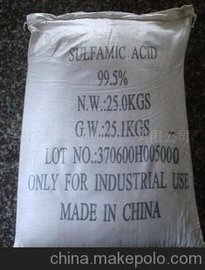 SULFAMIC ACID
99.5%
N.W.:25.0KGS
G.W.:25.1KGS
LOT NO.:370600H005000
ONLY FOR INDUSTRIAL USE
MADE IN CHINA
china.makepolo.com